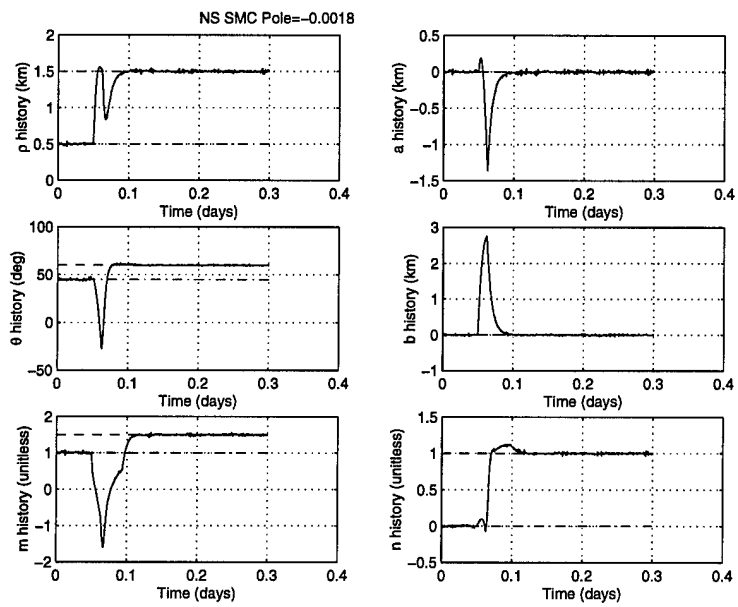 NS SMC Pole=−0.0018
ρ history (km)
2
1.5
1
0.5
0
0 0.1 0.2 0.3 0.4
Time (days)
a history (km)
0.5
0
−0.5
−1
−1.5
0 0.1 0.2 0.3 0.4
Time (days)
θ history (deg)
100
50
0
−50
0 0.1 0.2 0.3 0.4
Time (days)
b history (km)
3
2
1
0
−1
0 0.1 0.2 0.3 0.4
Time (days)
m history (unitless)
2
1
0
−1
−2
0 0.1 0.2 0.3 0.4
Time (days)
n history (unitless)
1.5
1
0.5
0
−0.5
0 0.1 0.2 0.3 0.4
Time (days)